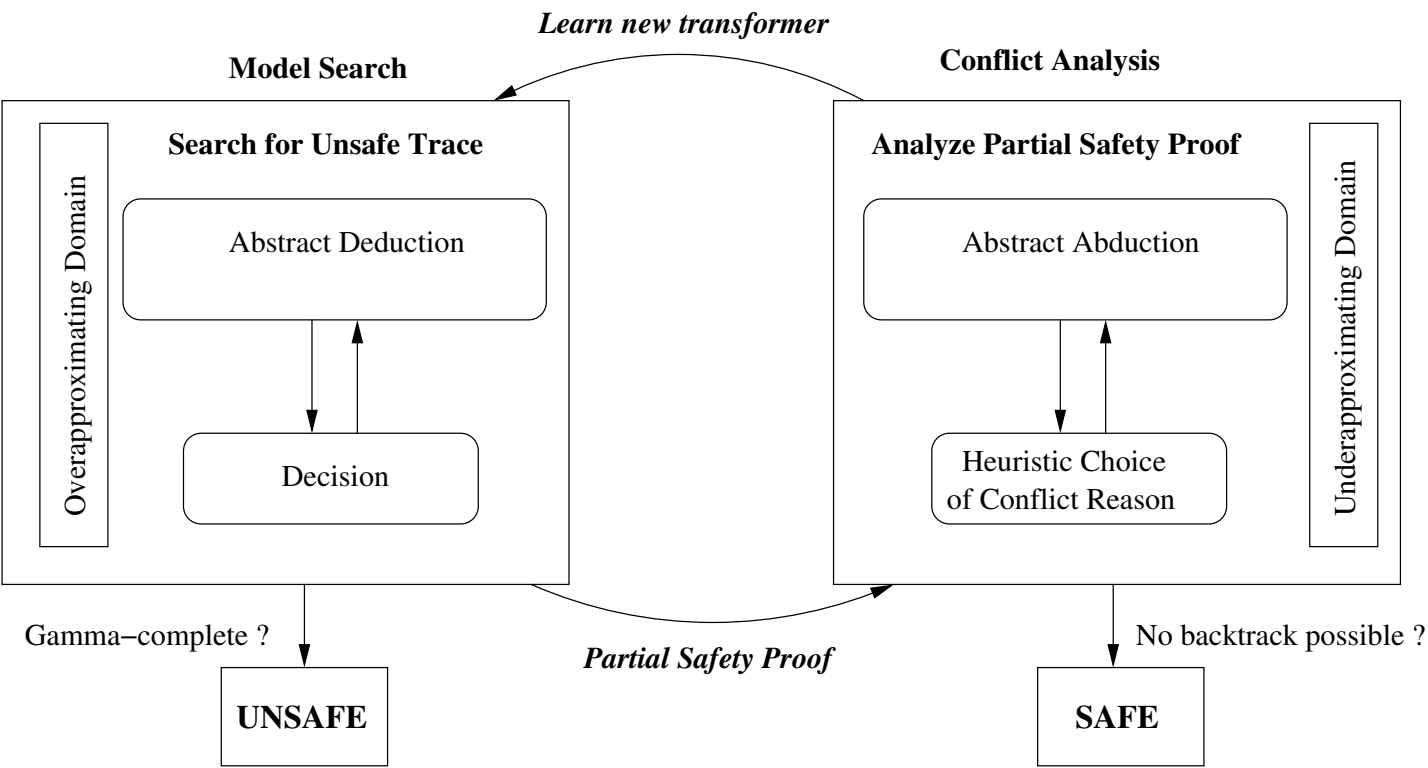 Learn new transformer
Model Search
Conflict Analysis
Search for Unsafe Trace
Analyze Partial Safety Proof
Overapproximating Domain
Abstract Deduction
Abstract Abduction
Underapproximating Domain
Decision
Heuristic Choice
of Conflict Reason
Gamma−complete ?
Partial Safety Proof
No backtrack possible ?
UNSAFE
SAFE